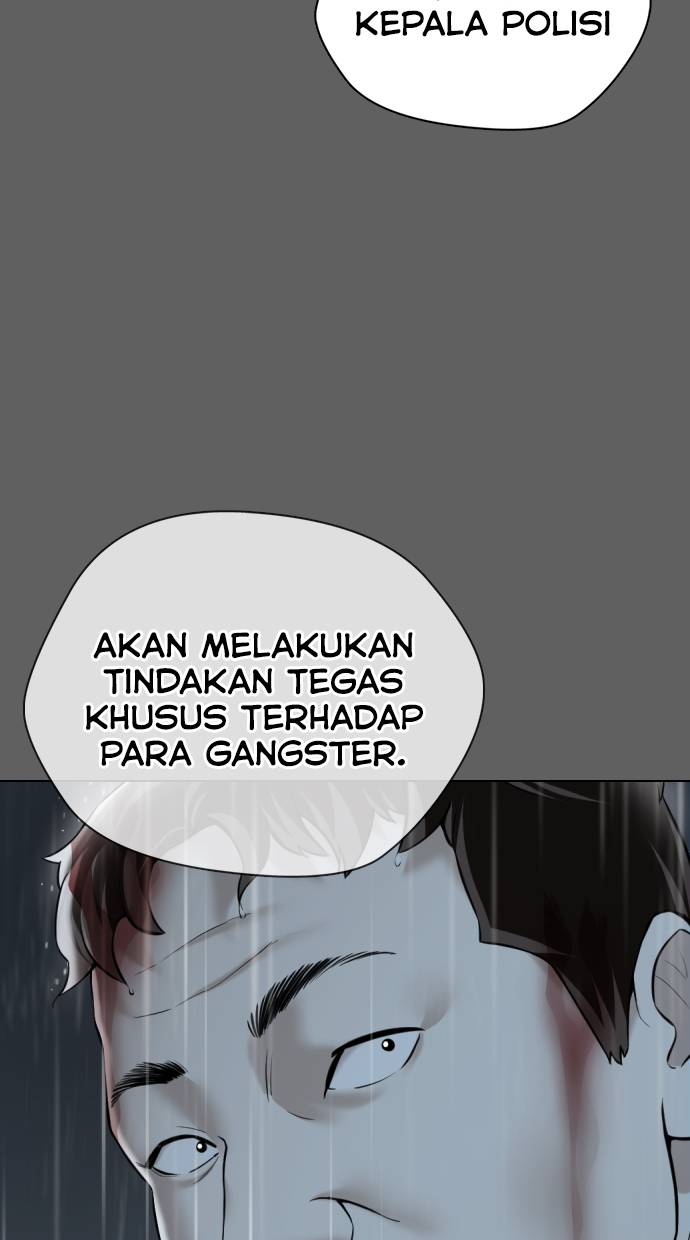 KEPALA POLISI
AKAN MELAKUKAN
TINDAKAN TEGAS
KHUSUS TERHADAP
PARA GANGSTER.